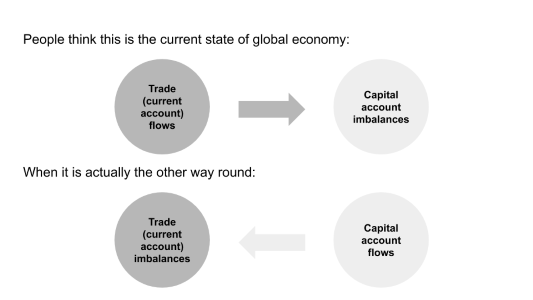 People think this is the current state of global economy:
Trade
(current
account)
flows
Capital
account
imbalances
When it is actually the other way round:
Trade
(current
account)
imbalances
Capital
account
flows